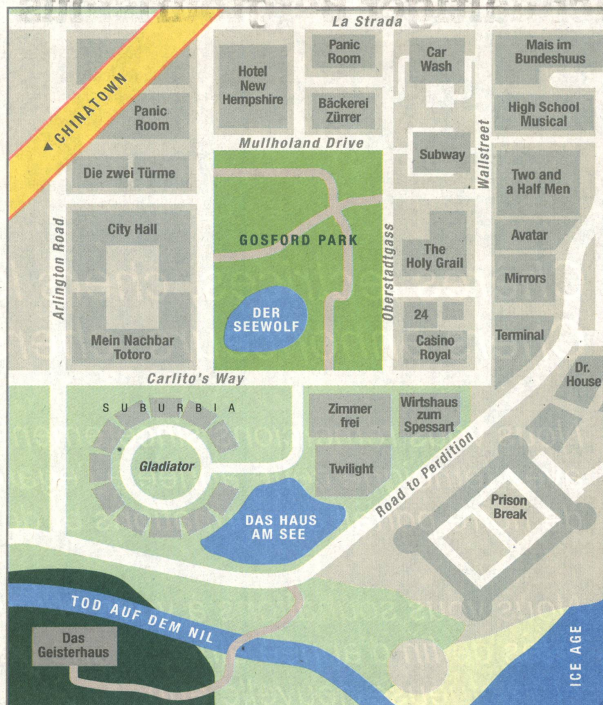 La Strada
CHINATOWN
Hotel
New
Hempshire
Panic
Room
Car
Wash
Mais im
Bundeshuus
Panic
Room
Bäckerei
Zürrer
High School
Musical
Mullholand Drive
Subway
Wallstreet
Die zwei Türme
Two and
a Half Men
Arlington Road
City Hall
GOSFORD PARK
Oberstadtgass
The
Holy Grail
Avatar
Mirrors
DER
SEEWOLF
24
Mein Nachbar
Totoro
Casino
Royal
Terminal
Carlito's Way
Dr.
House
SUBURBIA
Zimmer
frei
Wirtshaus
zum
Spessart
Gladiator
Twilight
Road to Perdition
Prison
Break
DAS HAUS
AM SEE
TOD AUF DEM NIL
Das
Geisterhaus
ICE AGE